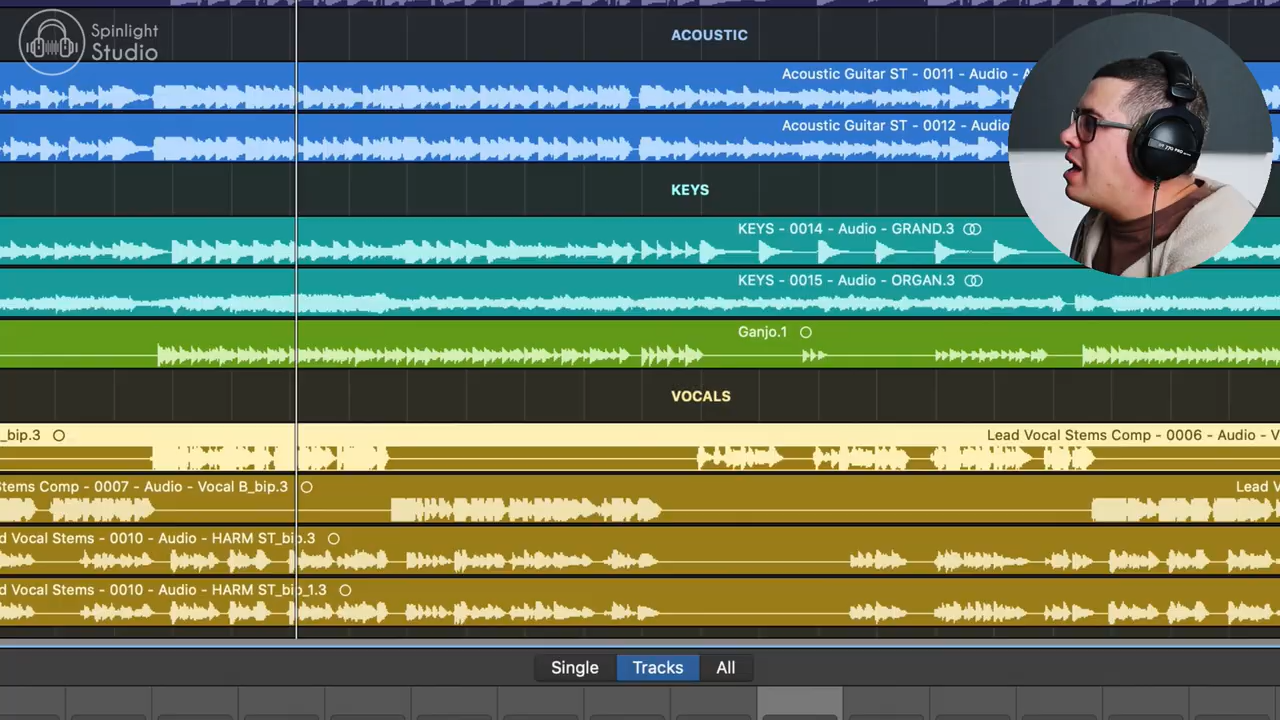 Spinlight
Studio
ACOUSTIC
Acoustic Guitar ST - 0011 - Audio - A
Acoustic Guitar ST - 0012 - Audio
KEYS
KEYS - 0014 - Audio - GRAND.3
KEYS - 0015 - Audio - ORGAN.3
Ganjo.1
VOCALS
_bip.3
Lead Vocal Stems Comp - 0006 - Audio - V
Stems Comp - 0007 - Audio - Vocal B_bip.3
Lead V
d Vocal Stems - 0010 - Audio - HARM ST_bip.3
d Vocal Stems - 0010 - Audio - HARM ST_bip_1.3
Single
Tracks
All